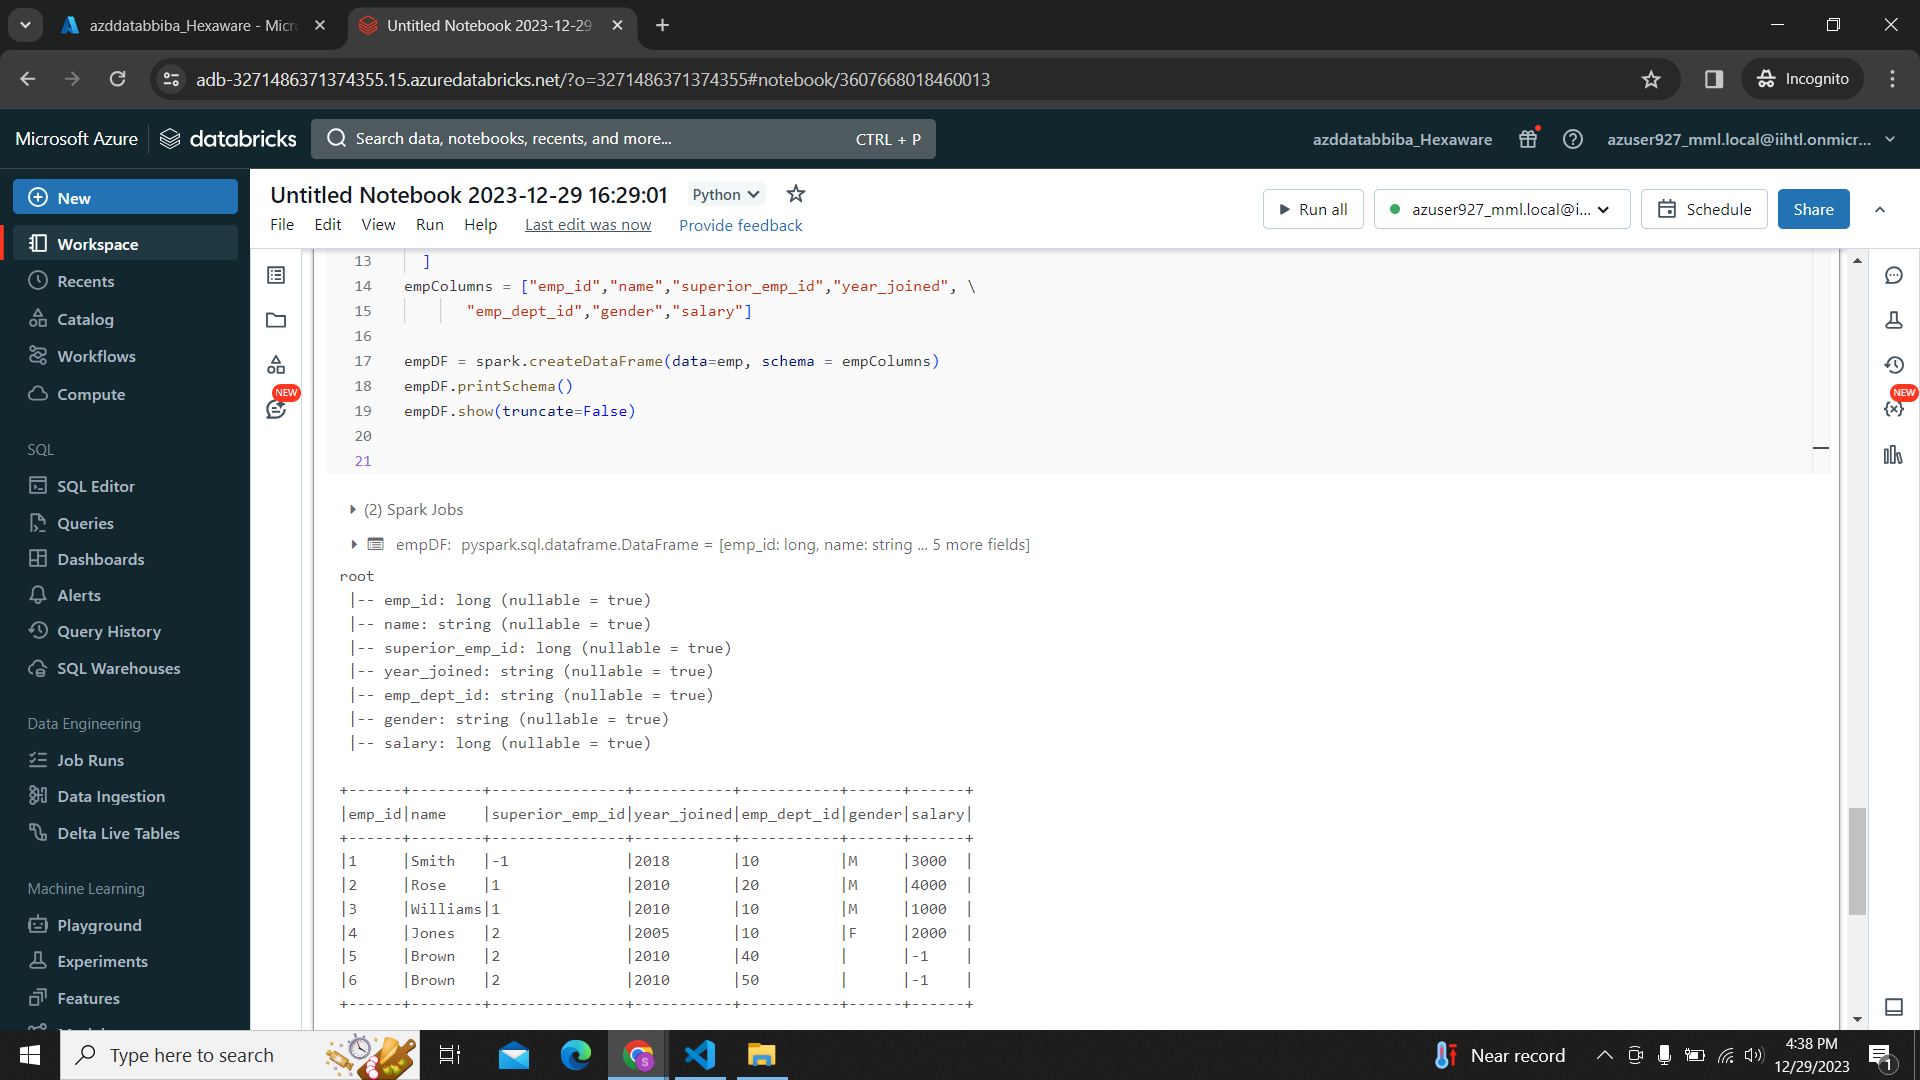 azddatabbiba_Hexaware - Micr
Untitled Notebook 2023-12-29
adb-3271486371374355.15.azuredatabricks.net/?o=3271486371374355#notebook/3607668018460013
Incognito
Microsoft Azure
databricks
Search data, notebooks, recents, and more...
CTRL + P
azddatabbiba_Hexaware
azuser927_mml.local@iihtl.onmicr...
New
Workspace
Recents
Catalog
Workflows
Compute
SQL
SQL Editor
Queries
Dashboards
Alerts
Query History
SQL Warehouses
Data Engineering
Job Runs
Data Ingestion
Delta Live Tables
Machine Learning
Playground
Experiments
Features
Untitled Notebook 2023-12-29 16:29:01
Python
File Edit View Run Help Last edit was now Provide feedback
Run all
azuser927_mml.local@i...
Schedule
Share
NEW
NEW
13 ]
14 empColumns = ["emp_id","name","superior_emp_id","year_joined", \
15 "emp_dept_id","gender","salary"]
16
17 empDF = spark.createDataFrame(data=emp, schema = empColumns)
18 empDF.printSchema()
19 empDF.show(truncate=False)
20
21
(2) Spark Jobs
empDF: pyspark.sql.dataframe.DataFrame = [emp_id: long, name: string ... 5 more fields]
root
|-- emp_id: long (nullable = true)
|-- name: string (nullable = true)
|-- superior_emp_id: long (nullable = true)
|-- year_joined: string (nullable = true)
|-- emp_dept_id: string (nullable = true)
|-- gender: string (nullable = true)
|-- salary: long (nullable = true)
+------+--------+---------------+-----------+-----------+------+------+
|emp_id|name    |superior_emp_id|year_joined|emp_dept_id|gender|salary|
+------+--------+---------------+-----------+-----------+------+------+
|1     |Smith   |-1             |2018       |10         |M     |3000  |
|2     |Rose    |1              |2010       |20         |M     |4000  |
|3     |Williams|1              |2010       |10         |M     |1000  |
|4     |Jones   |2              |2005       |10         |F     |2000  |
|5     |Brown   |2              |2010       |40         |      |-1    |
|6     |Brown   |2              |2010       |50         |      |-1    |
+------+--------+---------------+-----------+-----------+------+------+
Type here to search
S
Near record
4:38 PM
12/29/2023
1